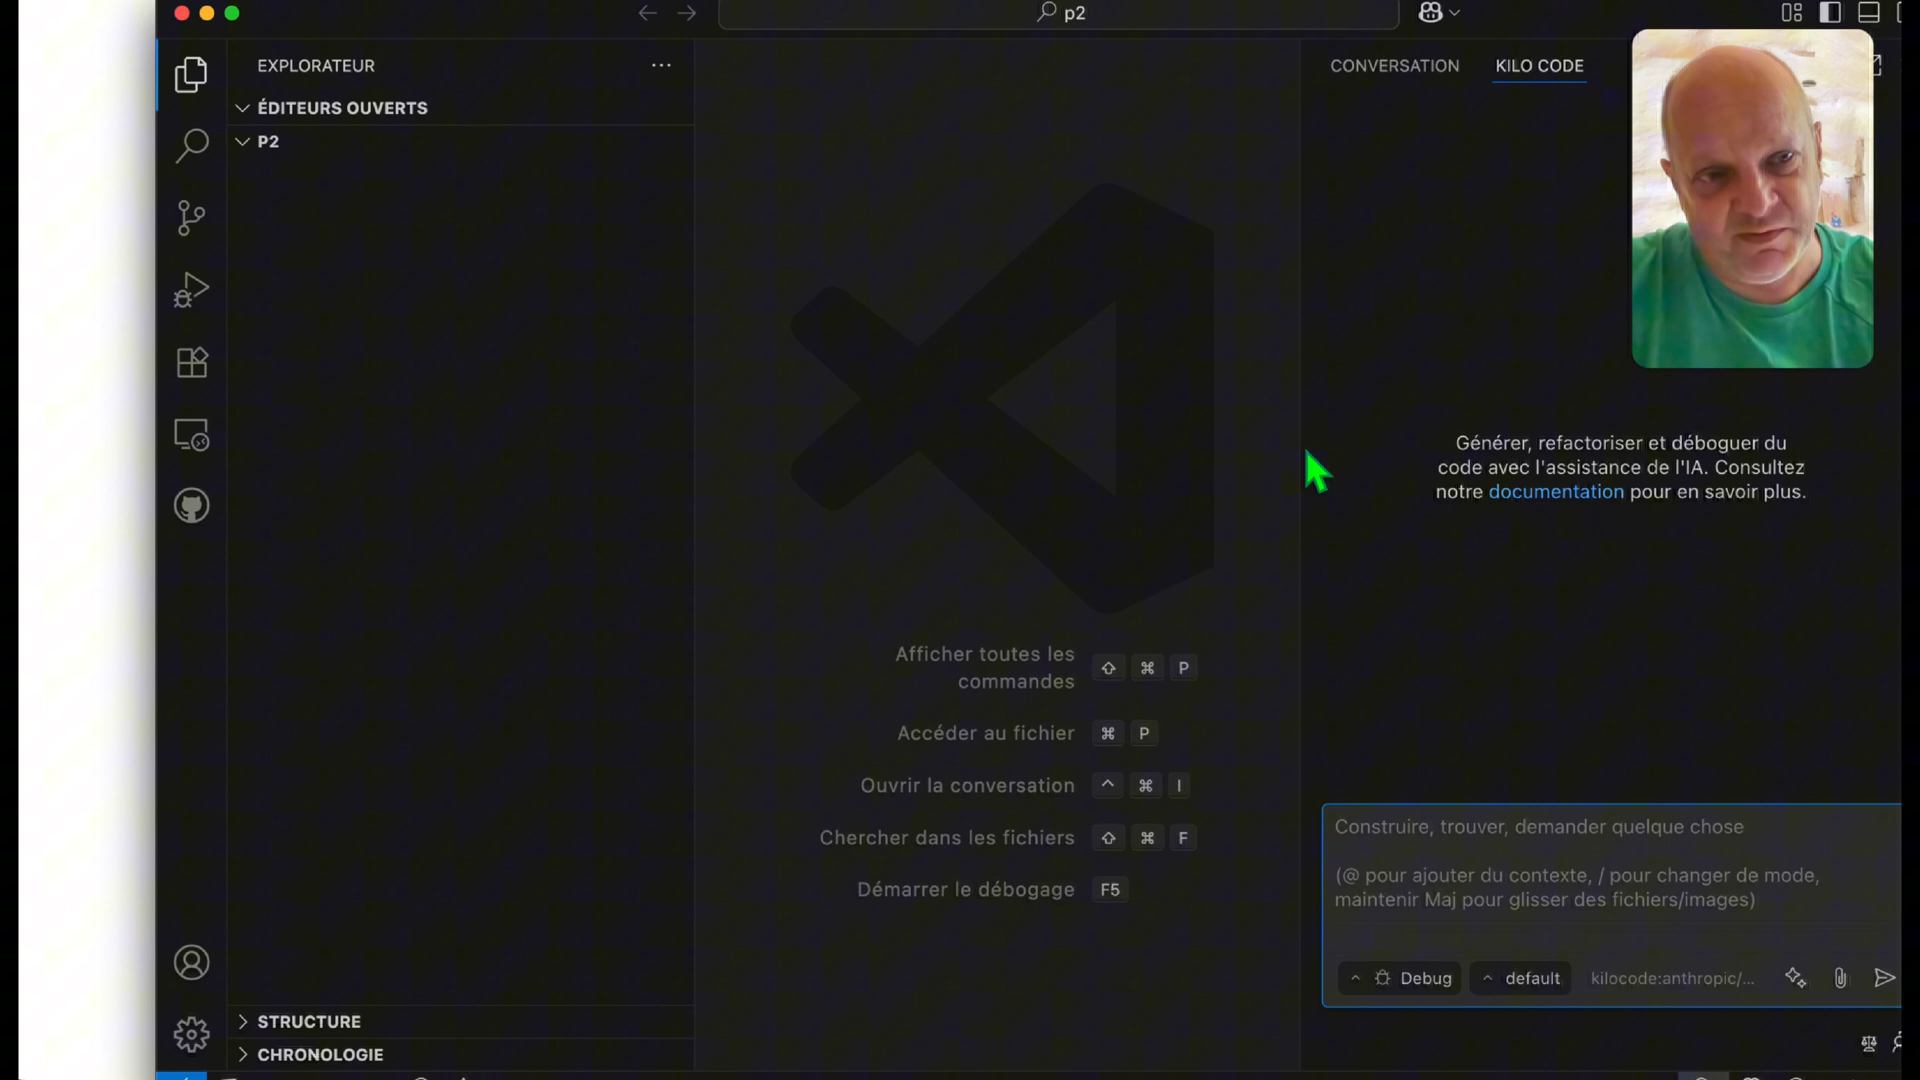 p2
EXPLORATEUR
ÉDITEURS OUVERTS
P2
STRUCTURE
CHRONOLOGIE
Afficher toutes les
commandes
⇧ ⌘ P
Accéder au fichier
⌘ P
Ouvrir la conversation
^ ⌘ I
Chercher dans les fichiers
⇧ ⌘ F
Démarrer le débogage
F5
CONVERSATION
KILO CODE
Générer, refactoriser et déboguer du
code avec l'assistance de l'IA. Consultez
notre documentation pour en savoir plus.
Construire, trouver, demander quelque chose
(@ pour ajouter du contexte, / pour changer de mode,
maintenir Maj pour glisser des fichiers/images)
Debug
default
kilocode:anthropic/...